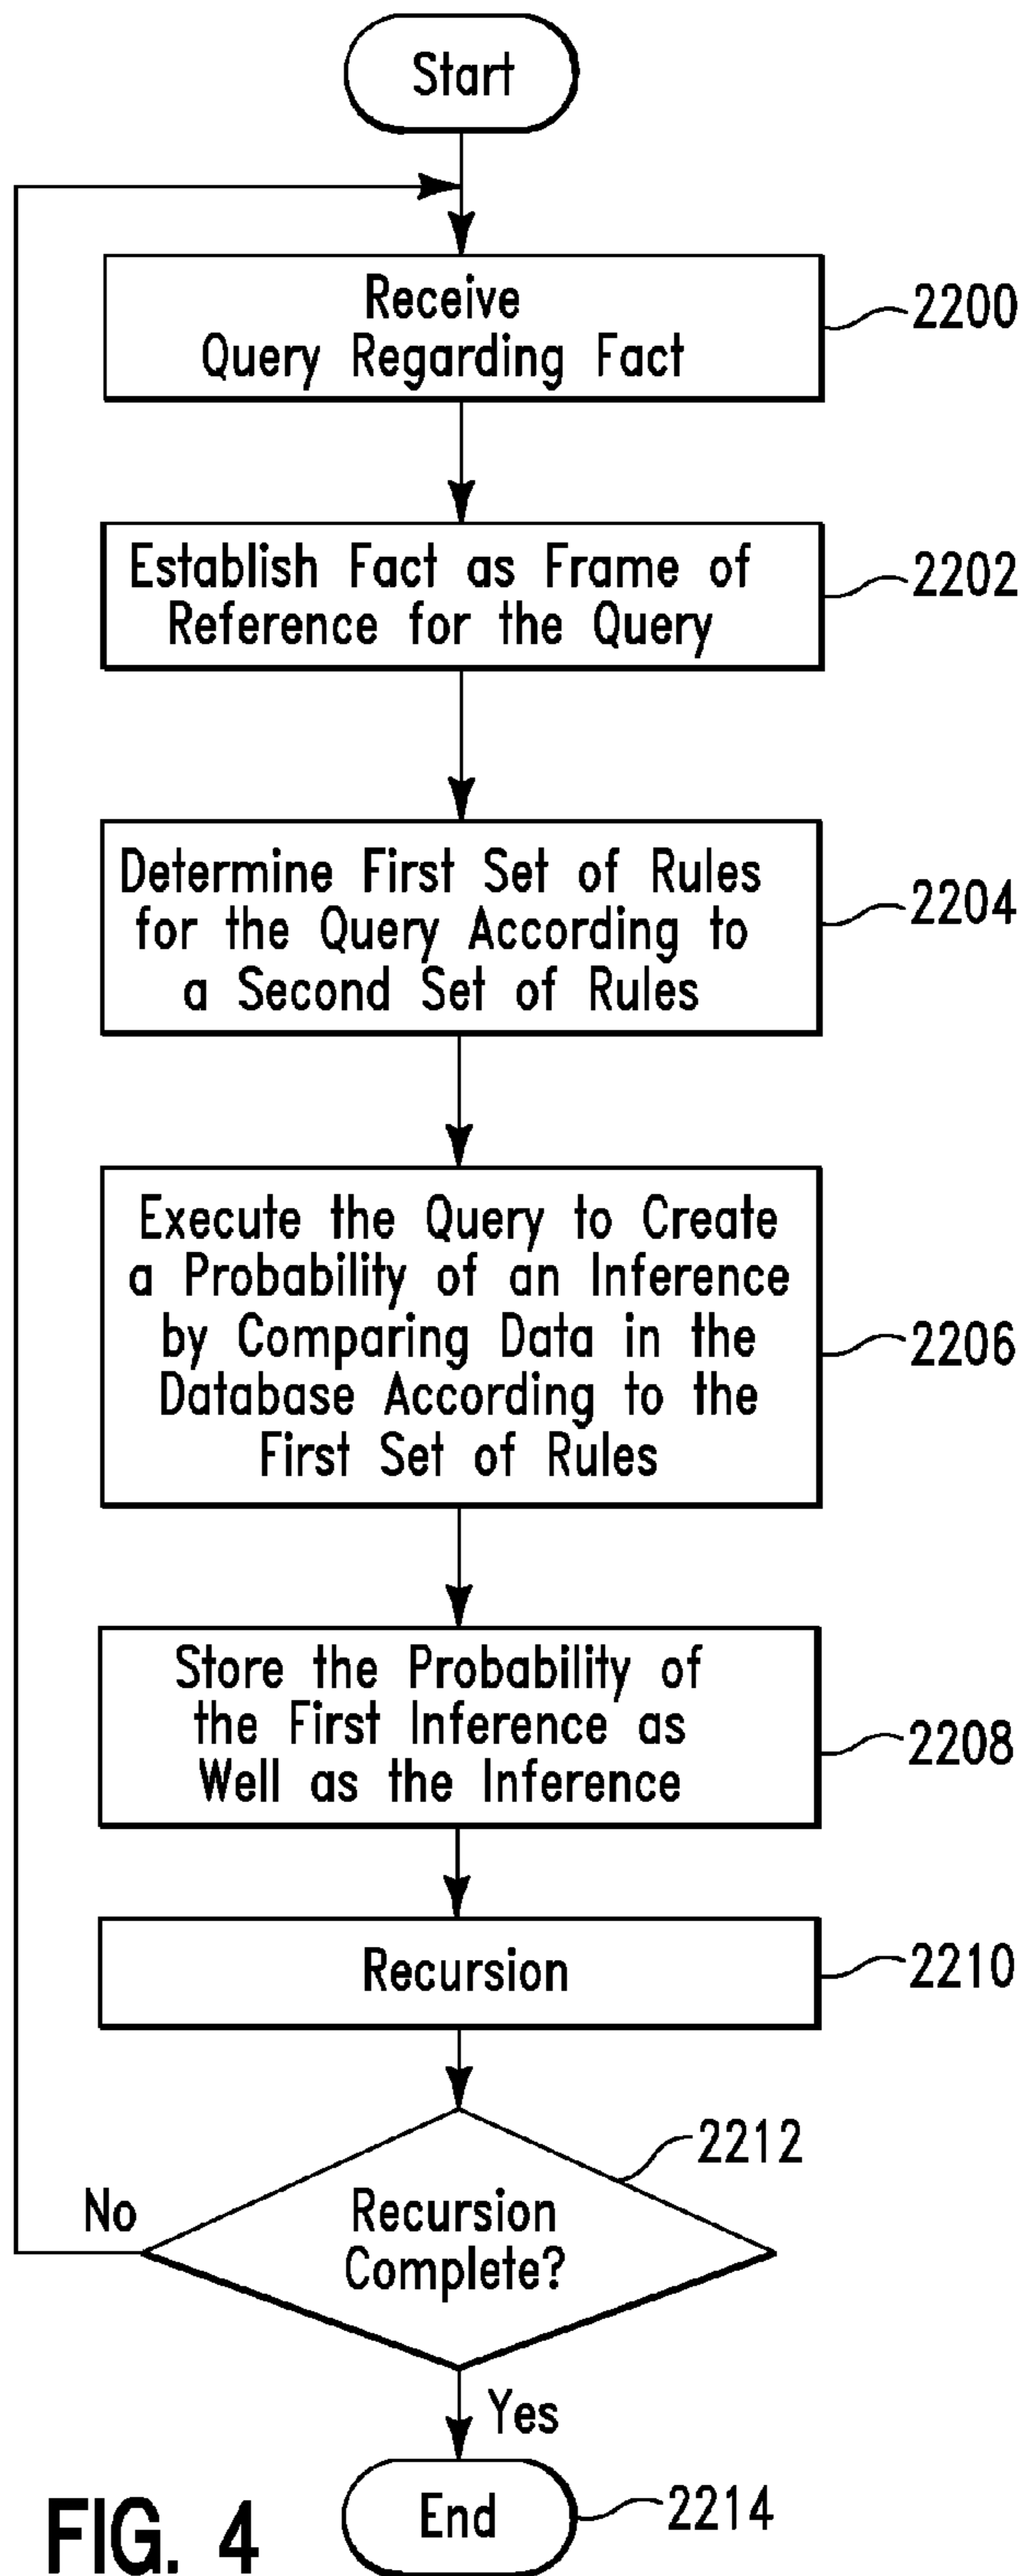 Start
Receive
Query Regarding Fact
2200
Establish Fact as Frame of
Reference for the Query
2202
Determine First Set of Rules
for the Query According to
a Second Set of Rules
2204
Execute the Query to Create
a Probability of an Inference
by Comparing Data in the
Database According to the
First Set of Rules
2206
Store the Probability of
the First Inference as
Well as the Inference
2208
Recursion
2210
2212
No
Recursion
Complete?
Yes
End
2214
FIG. 4